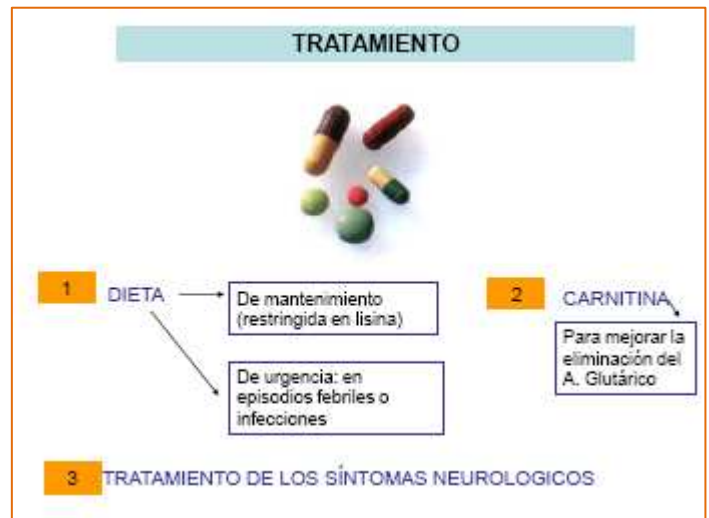 TRATAMIENTO
1 DIETA
De mantenimiento
(restringida en lisina)
De urgencia: en
episodios febriles o
infecciones
2 CARNITINA
Para mejorar la
eliminación del
A. Glutárico
3 TRATAMIENTO DE LOS SÍNTOMAS NEUROLOGICOS